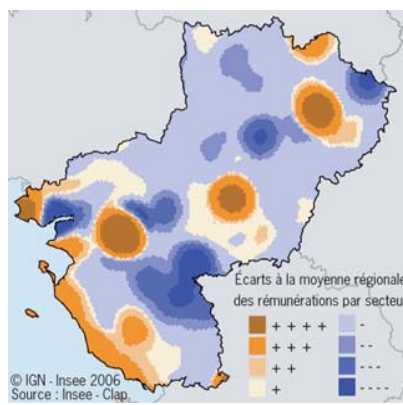 Écarts à la moyenne régionale
des rémunérations par secteu
+ + + + -
+ + + --
+ + ---
+ ----
© IGN - Insee 2006
Source : Insee - Clap